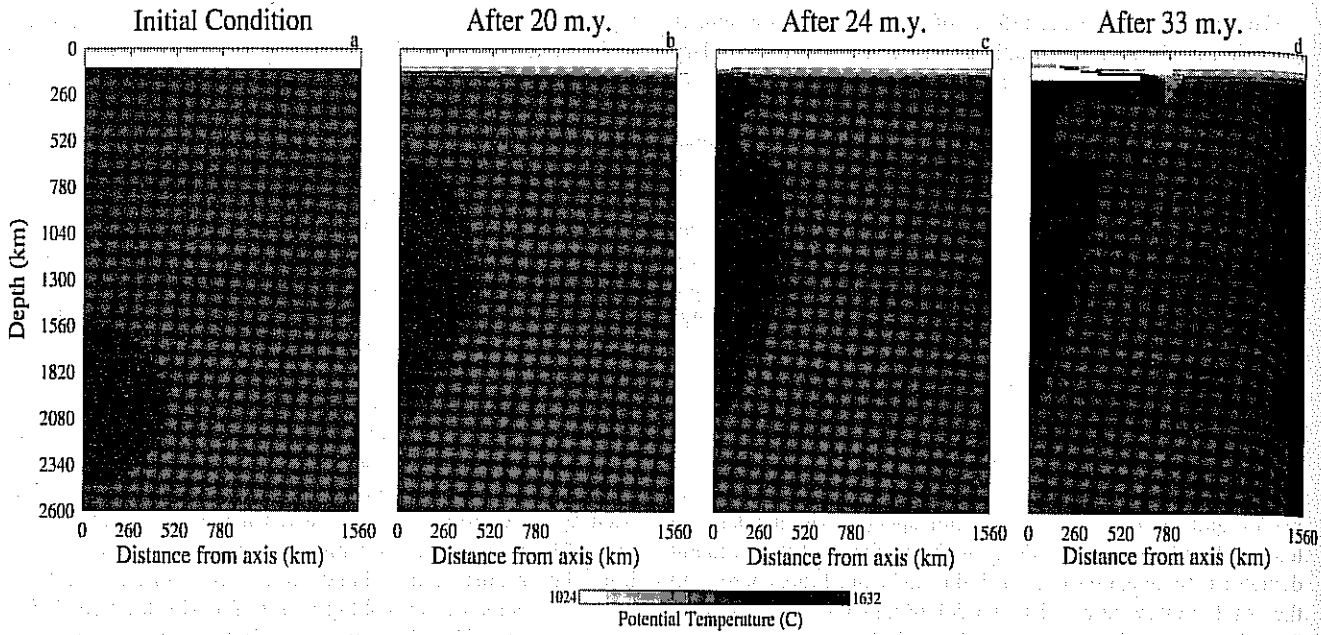 Initial Condition
After 20 m.y.
After 24 m.y.
After 33 m.y.
a
b
c
d
Depth (km)
0
260
520
780
1040
1300
1560
1820
2080
2340
2600
0 260 520 780 1560
0 260 520 780 1560
0 260 520 780 1560
0 260 520 780 1560
Distance from axis (km)
Distance from axis (km)
Distance from axis (km)
Distance from axis (km)
1024 1632
Potential Temperature (C)